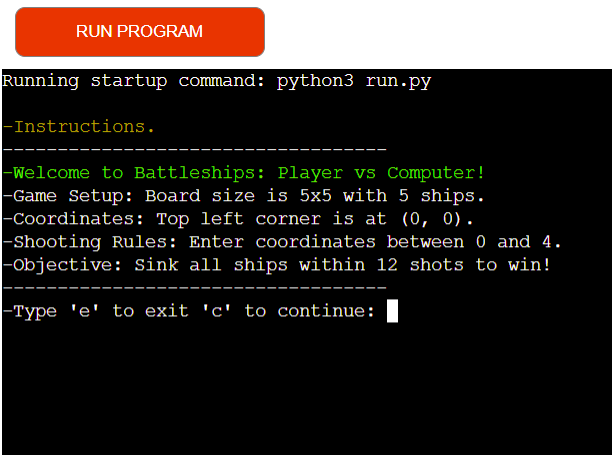 RUN PROGRAM
Running startup command: python3 run.py
-Instructions.
-----------------------------------
-Welcome to Battleships: Player vs Computer!
-Game Setup: Board size is 5x5 with 5 ships.
-Coordinates: Top left corner is at (0, 0).
-Shooting Rules: Enter coordinates between 0 and 4.
-Objective: Sink all ships within 12 shots to win!
-----------------------------------
-Type 'e' to exit 'c' to continue: